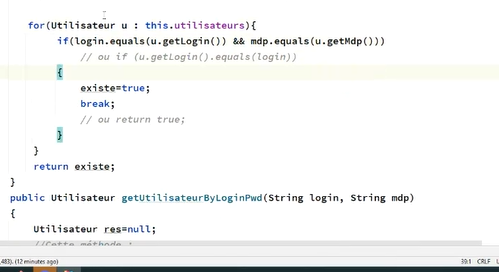 for(Utilisateur u : this.utilisateurs){
if(login.equals(u.getLogin()) && mdp.equals(u.getMdp()))
// ou if (u.getLogin().equals(login))
{
existe=true;
break;
// ou return true;
}
}
return existe;
}
public Utilisateur getUtilisateurByLoginPwd(String login, String mdp)
{
Utilisateur res=null;
//Cette méthode :
,483). (12 minutes ago) 39:1 CRLF